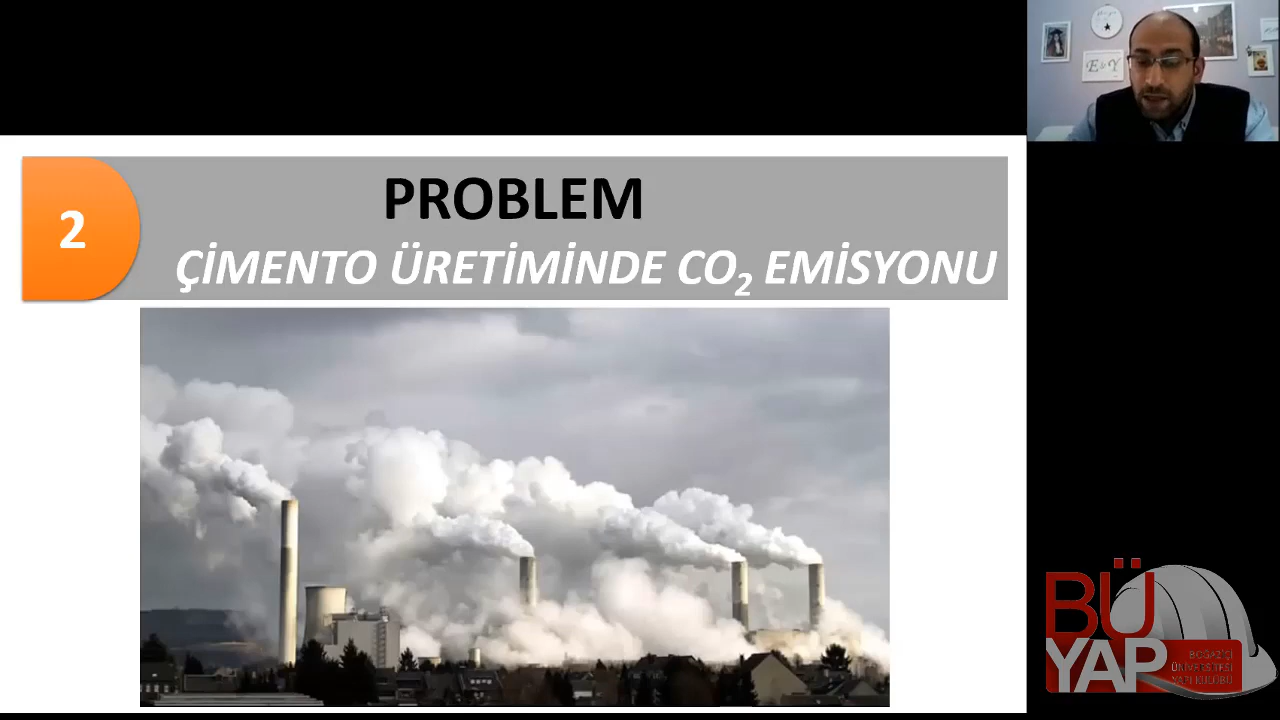 2
PROBLEM
ÇİMENTO ÜRETİMİNDE CO₂ EMİSYONU
E & Y
BÜ
YAP
BOĞAZİÇİ
ÜNİVERSİTESİ
YAPI KULÜBÜ